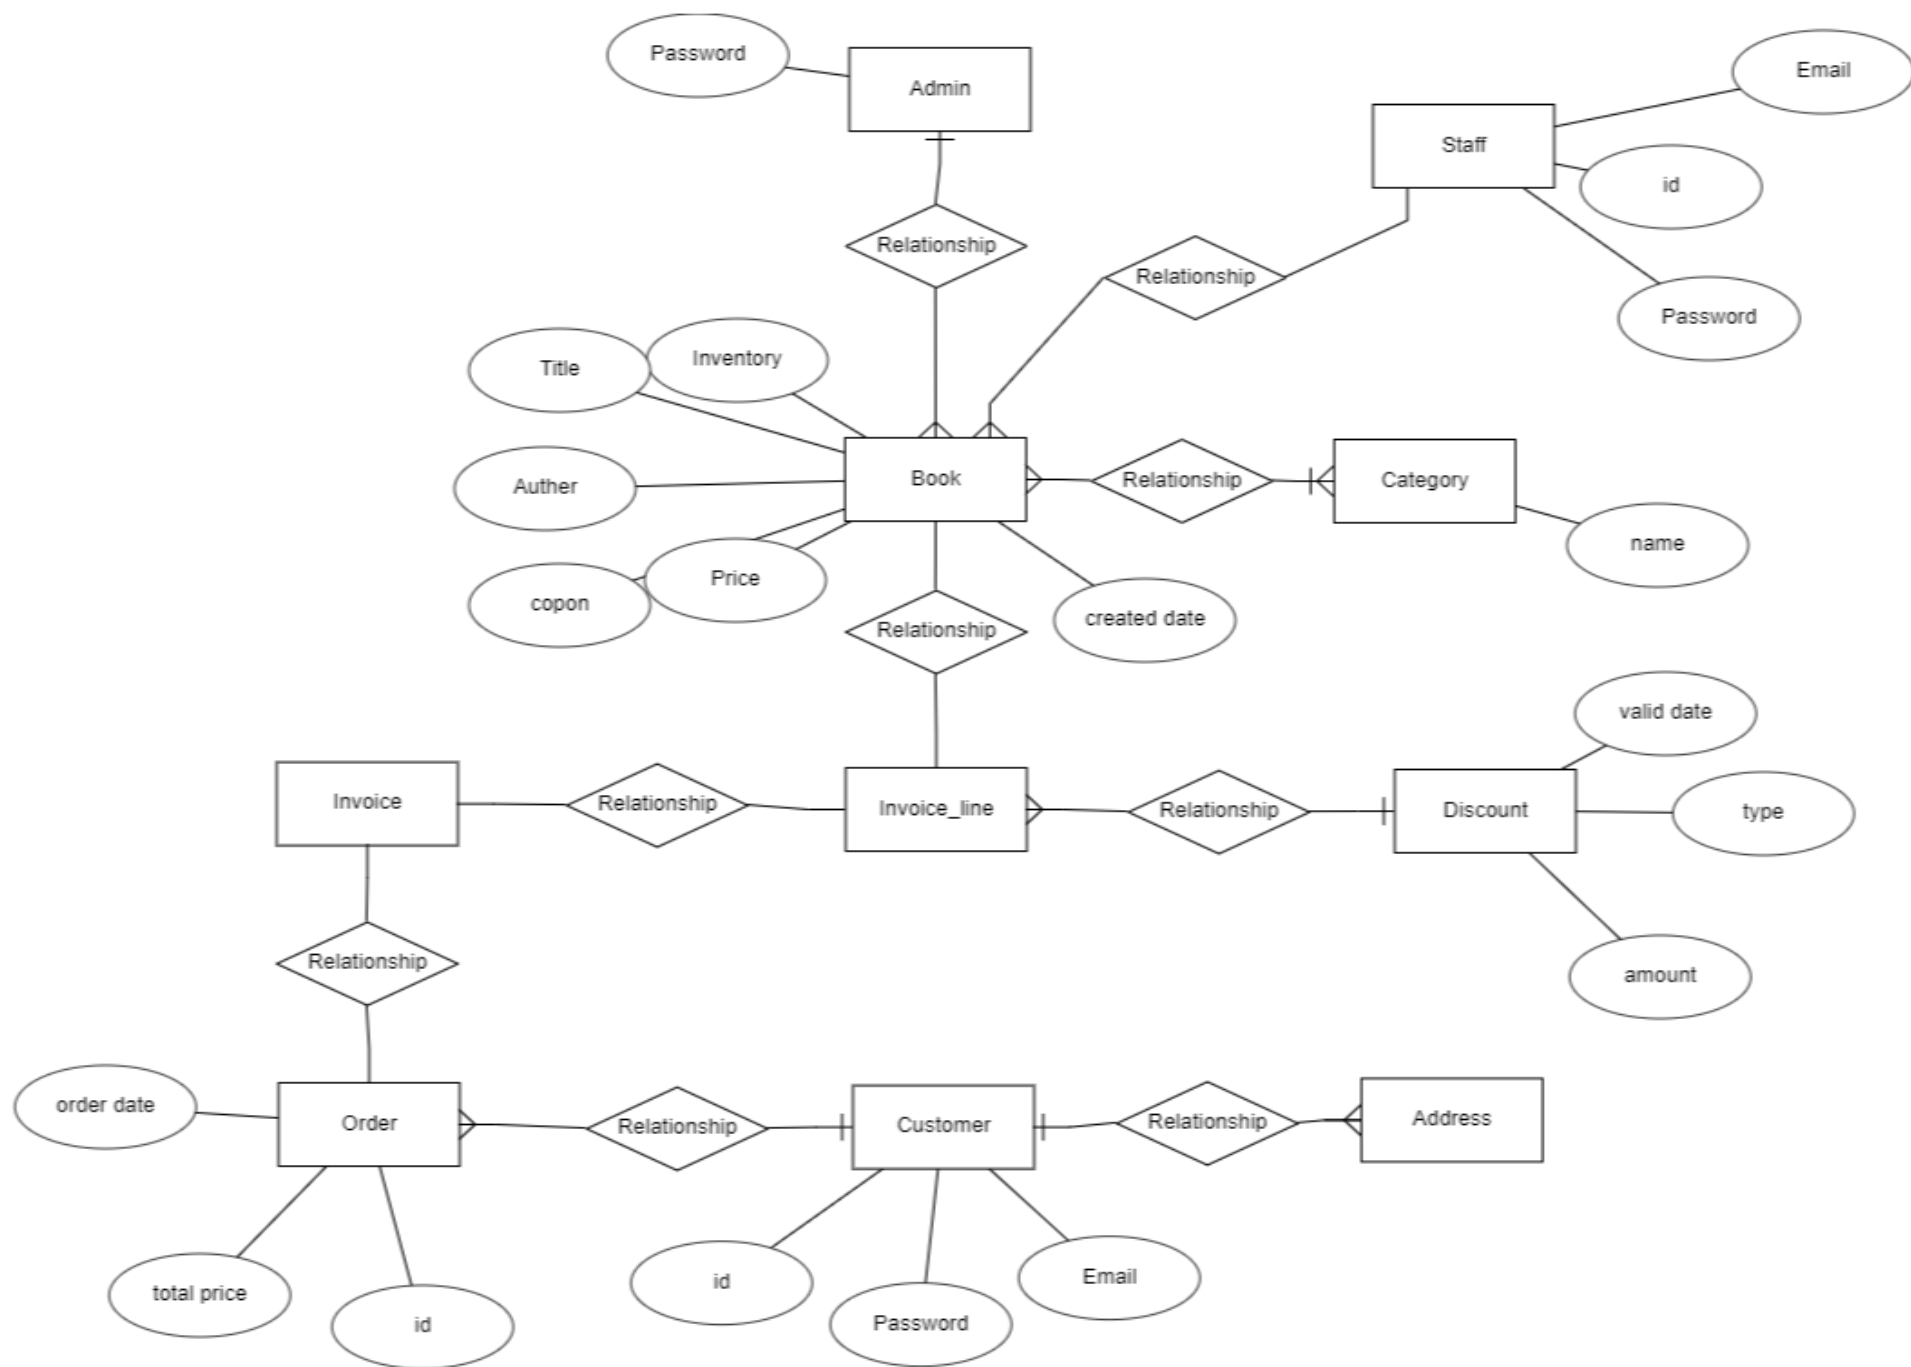 Password
Admin
Email
Staff
id
Relationship
Relationship
Password
Title
Inventory
Auther
Book
Relationship
Category
name
copon
Price
Relationship
created date
valid date
Invoice
Relationship
Invoice_line
Relationship
Discount
type
Relationship
amount
order date
Order
Relationship
Customer
Relationship
Address
total price
id
id
Password
Email